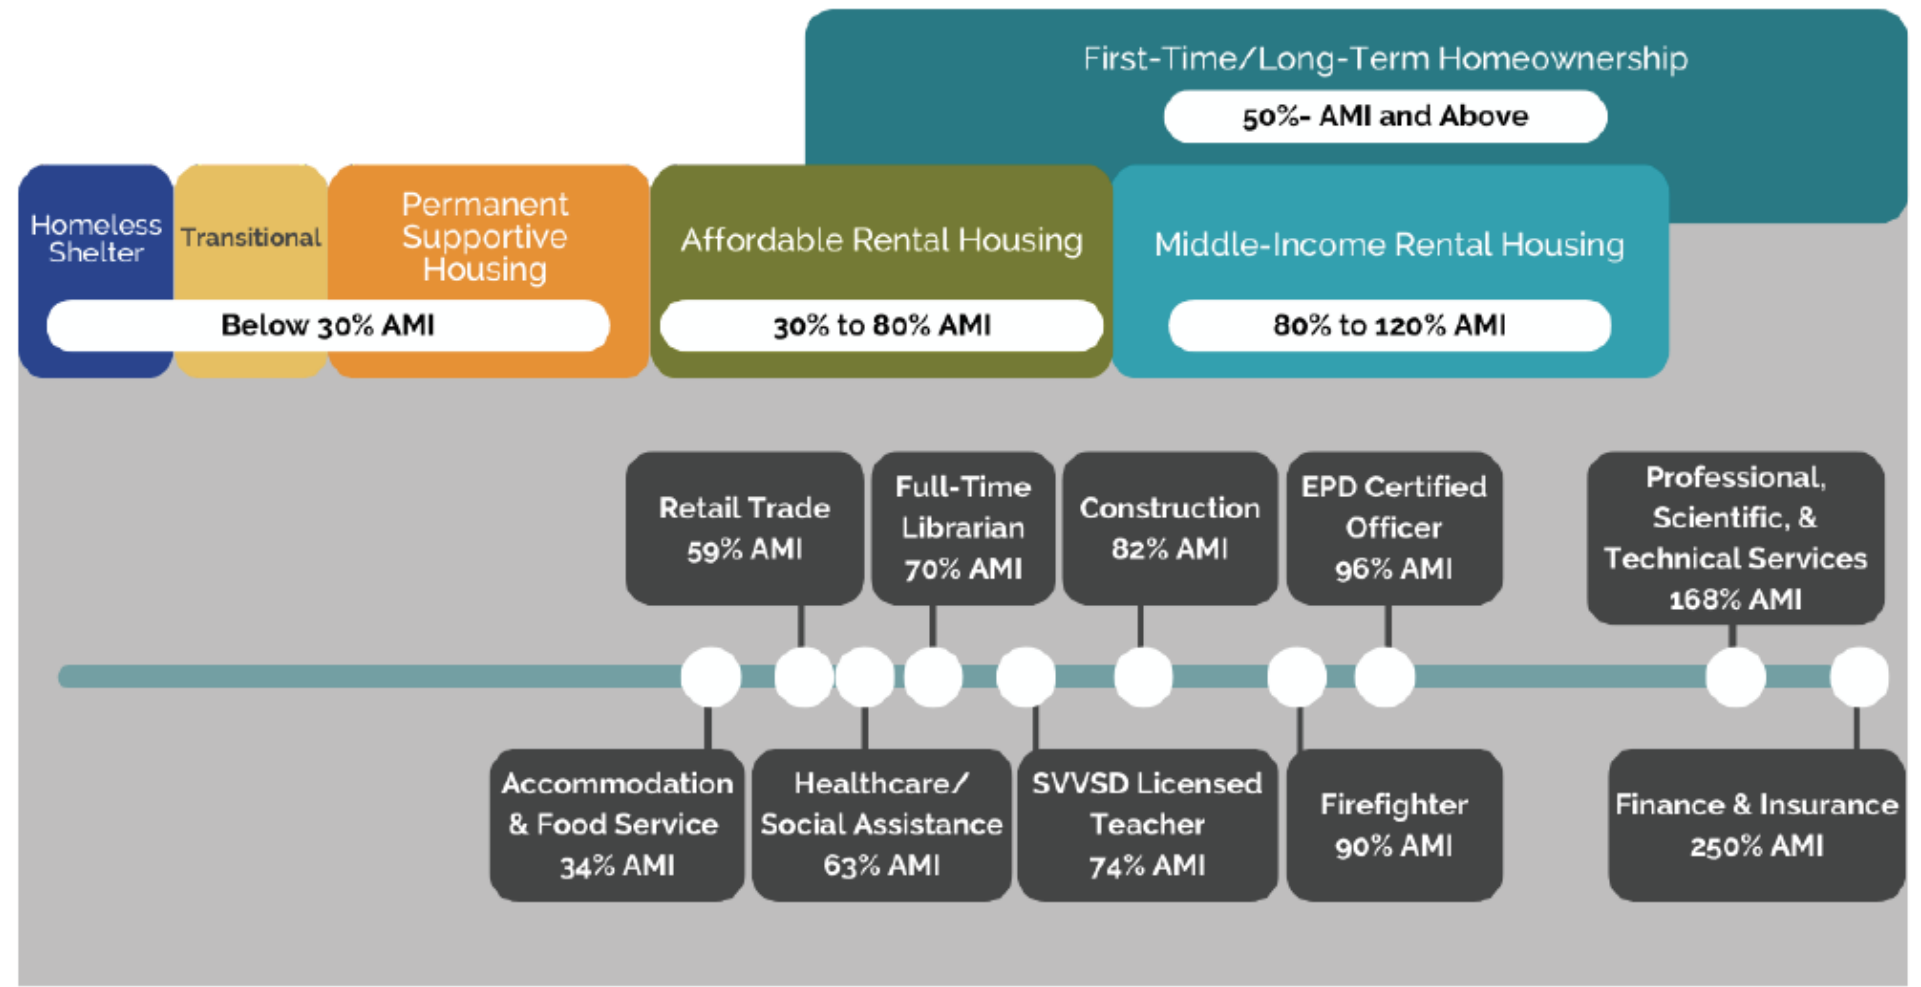 First-Time/Long-Term Homeownership
50%- AMI and Above
Homeless
Shelter
Transitional
Permanent
Supportive
Housing
Below 30% AMI
Affordable Rental Housing
30% to 80% AMI
Middle-Income Rental Housing
80% to 120% AMI
Retail Trade
59% AMI
Full-Time
Librarian
70% AMI
Construction
82% AMI
EPD Certified
Officer
96% AMI
Professional,
Scientific, &
Technical Services
168% AMI
Accommodation
& Food Service
34% AMI
Healthcare/
Social Assistance
63% AMI
SVVSD Licensed
Teacher
74% AMI
Firefighter
90% AMI
Finance & Insurance
250% AMI